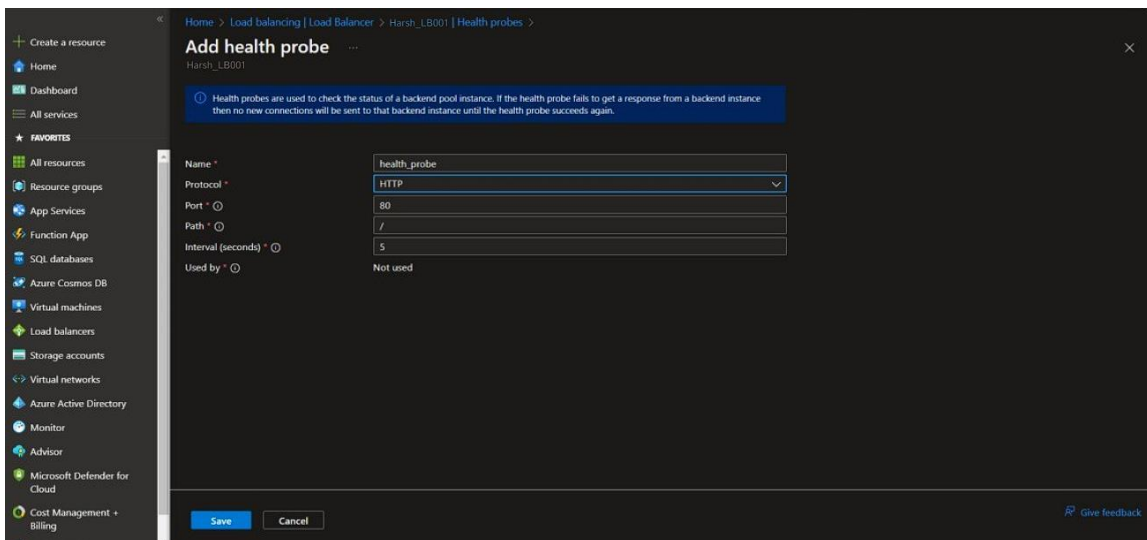 «
Create a resource
Home
Dashboard
All services
FAVORITES
All resources
Resource groups
App Services
Function App
SQL databases
Azure Cosmos DB
Virtual machines
Load balancers
Storage accounts
Virtual networks
Azure Active Directory
Monitor
Advisor
Microsoft Defender for
Cloud
Cost Management +
Billing
Home > Load balancing | Load Balancer > Harsh_LB001 | Health probes >
Add health probe ...
Harsh_LB001
Health probes are used to check the status of a backend pool instance. If the health probe fails to get a response from a backend instance
then no new connections will be sent to that backend instance until the health probe succeeds again.
Name * health_probe
Protocol * HTTP
Port * 80
Path * /
Interval (seconds) * 5
Used by * Not used
Save Cancel
Give feedback